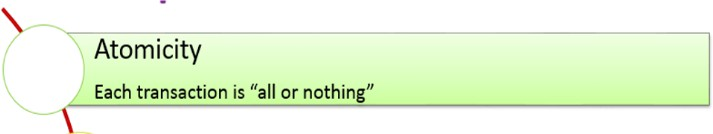 Atomicity
Each transaction is “all or nothing”